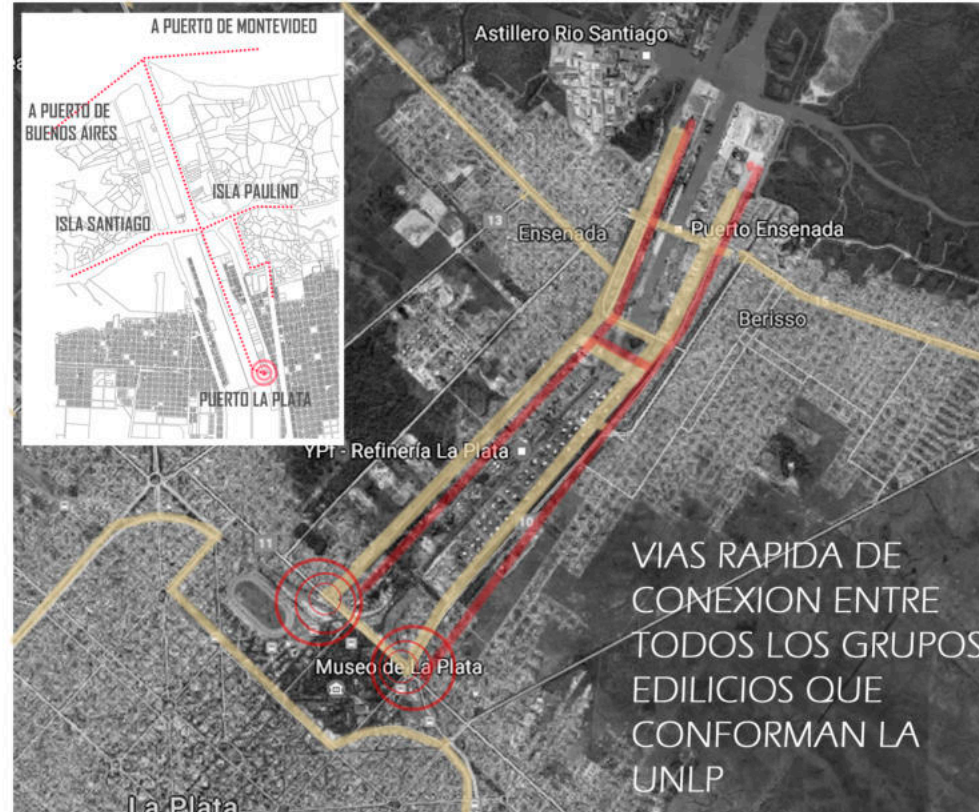 A PUERTO DE MONTEVIDEO
A PUERTO DE
BUENOS AIRES
ISLA PAULINO
ISLA SANTIAGO
PUERTO LA PLATA
Astillero Rio Santiago
13
Ensenada
Puerto Ensenada
15
Berisso
YPF - Refinería La Plata
10
11
Museo de La Plata
La Plata
VIAS RAPIDA DE
CONEXION ENTRE
TODOS LOS GRUPOS
EDILICIOS QUE
CONFORMAN LA
UNLP